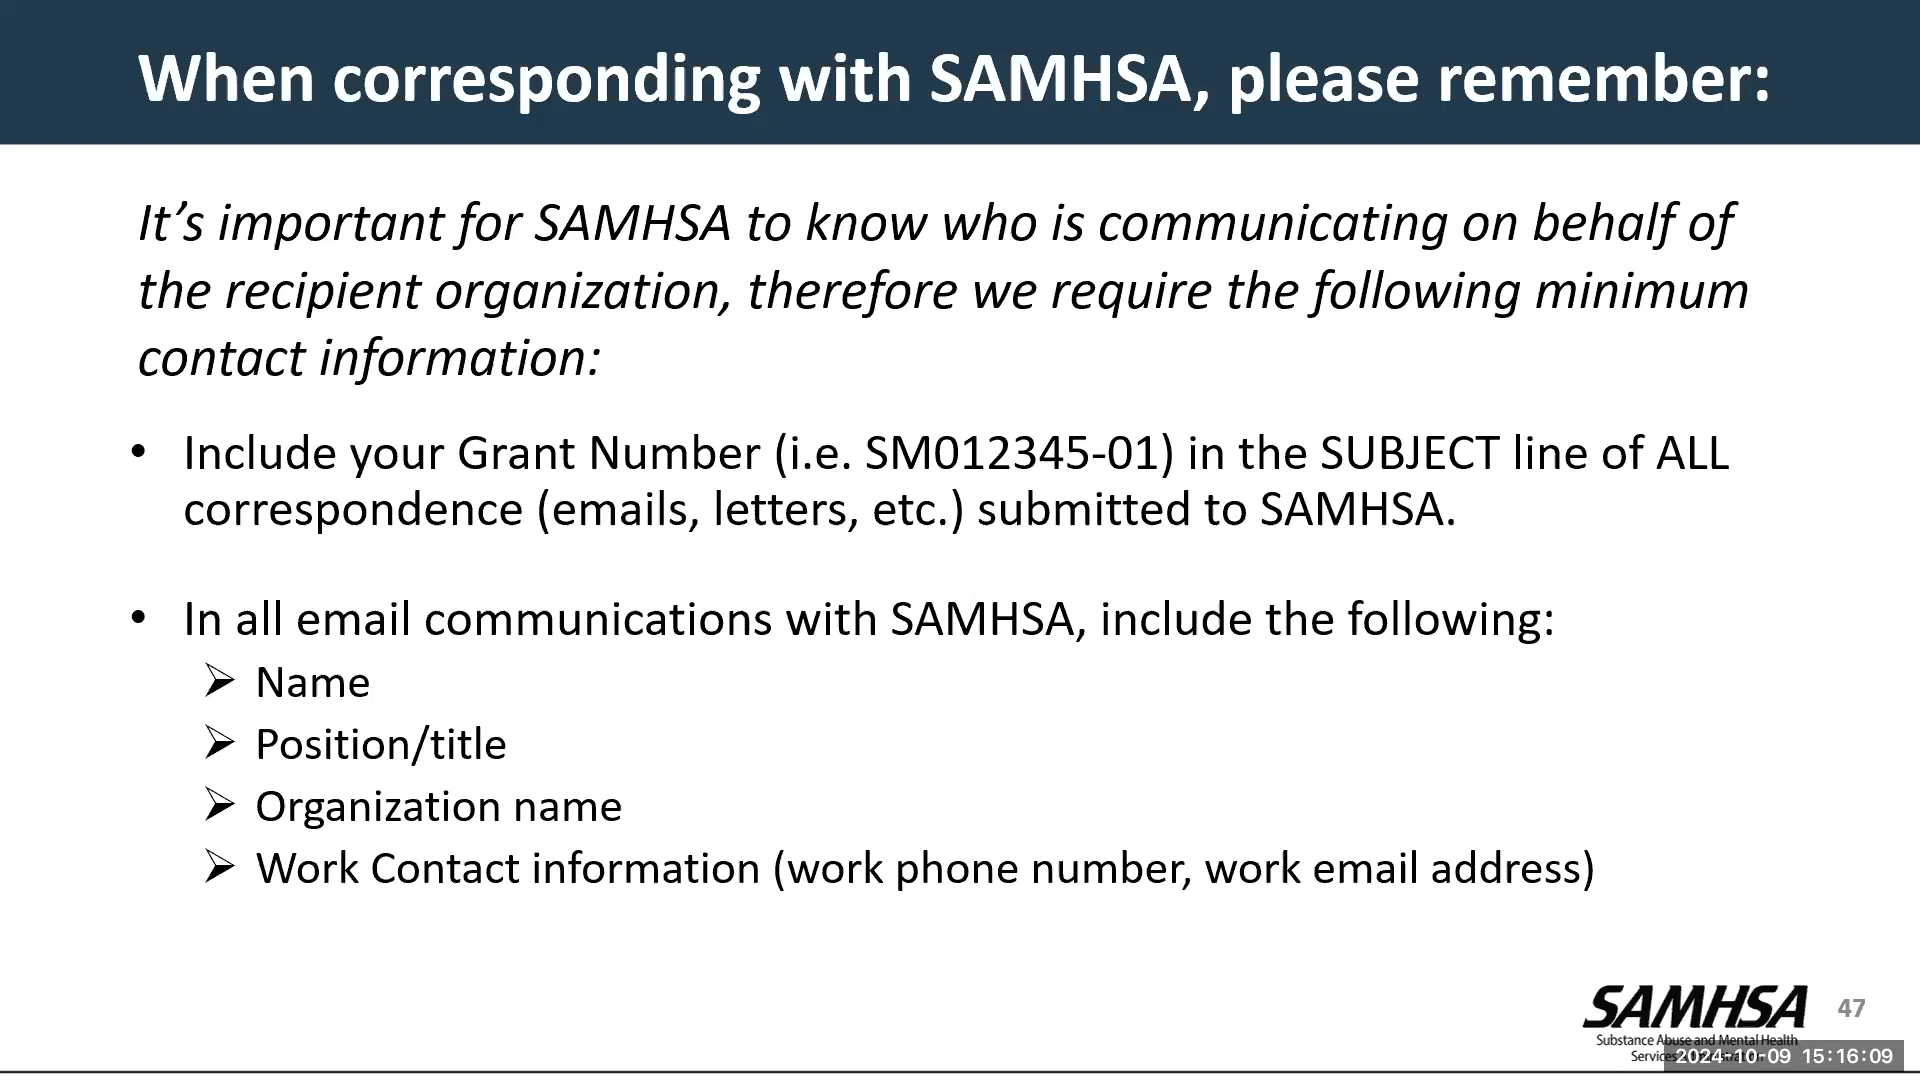 When corresponding with SAMHSA, please remember:
It’s important for SAMHSA to know who is communicating on behalf of
the recipient organization, therefore we require the following minimum
contact information:
• Include your Grant Number (i.e. SM012345-01) in the SUBJECT line of ALL
correspondence (emails, letters, etc.) submitted to SAMHSA.
• In all email communications with SAMHSA, include the following:
➢ Name
➢ Position/title
➢ Organization name
➢ Work Contact information (work phone number, work email address)
SAMHSA
47
Substance Abuse and Mental Health
Services
2024-10-09 15:16:09